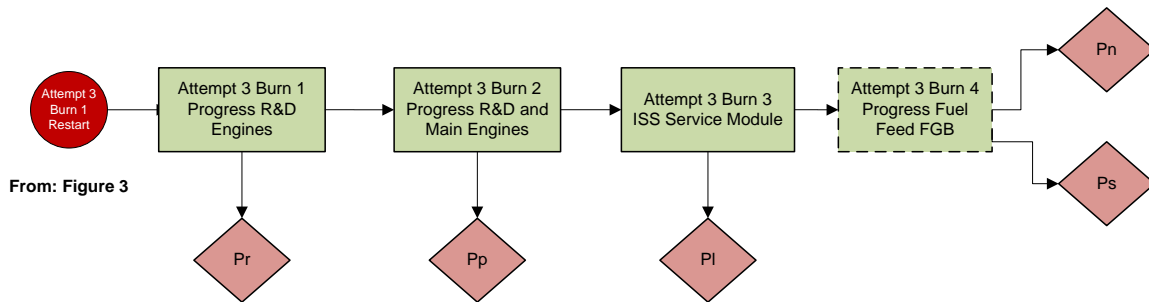 Attempt 3
Burn 1
Restart
Attempt 3 Burn 1
Progress R&D
Engines
Attempt 3 Burn 2
Progress R&D and
Main Engines
Attempt 3 Burn 3
ISS Service Module
Attempt 3 Burn 4
Progress Fuel
Feed FGB
Pn
Ps
From: Figure 3
Pr
Pp
Pl